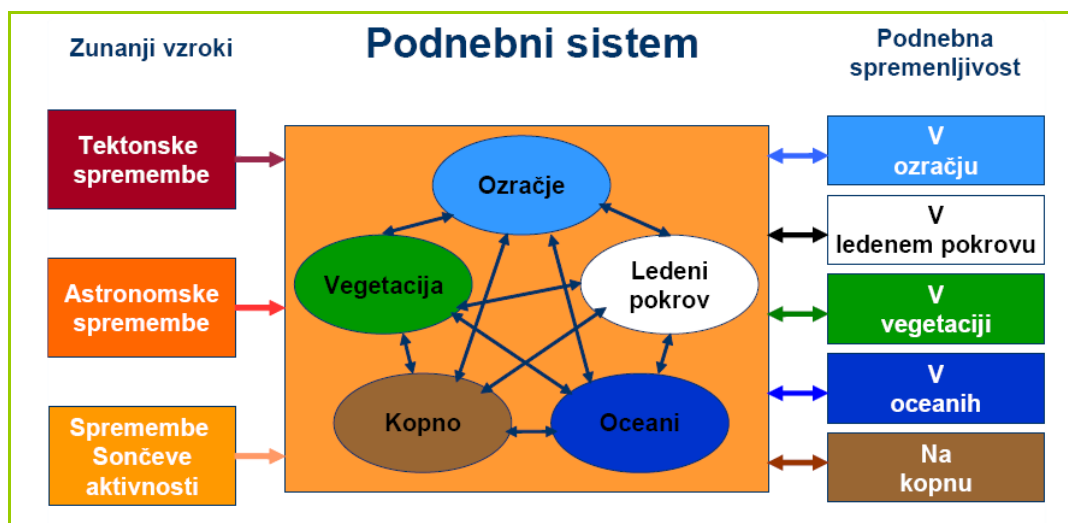 Zunanji vzroki
Podnebni sistem
Podnebna
spremenljivost
Tektonske
spremembe
Astronomske
spremembe
Spremembe
Sončeve
aktivnosti
Ozračje
Vegetacija
Ledeni
pokrov
Kopno
Oceani
V
ozračju
V
ledenem pokrovu
V
vegetaciji
V
oceanih
Na
kopnu